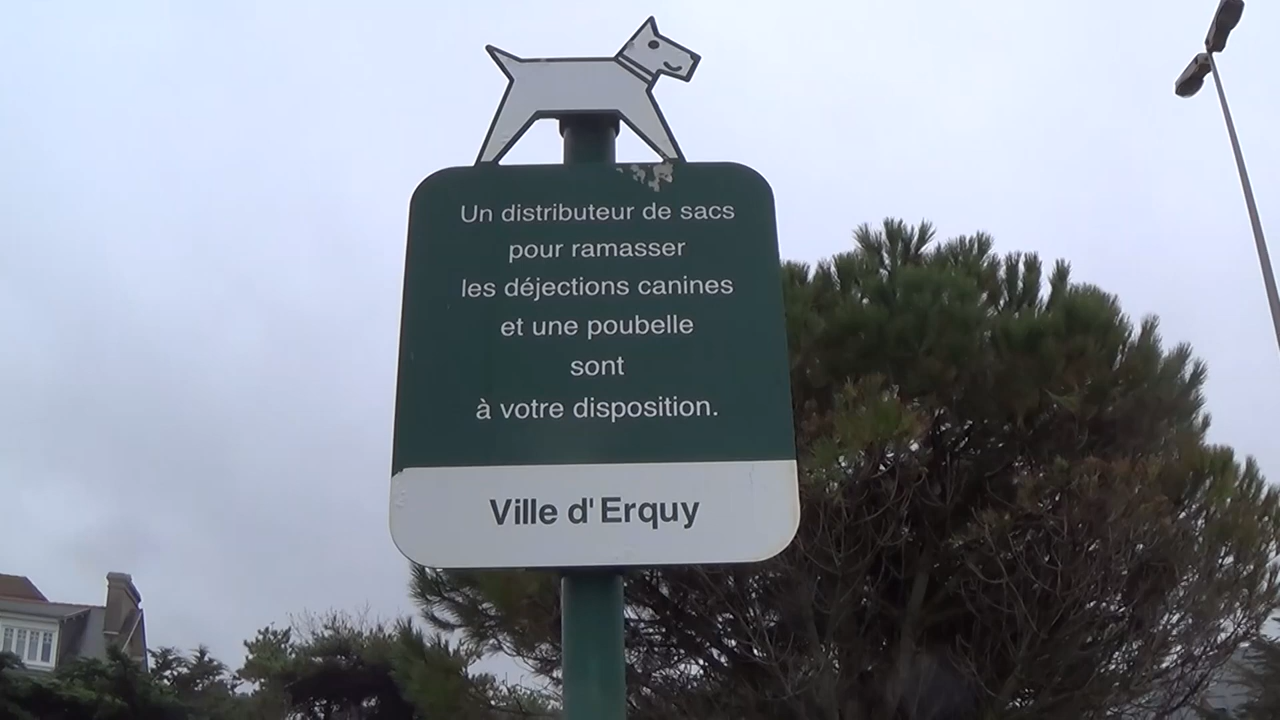 Un distributeur de sacs
pour ramasser
les déjections canines
et une poubelle
sont
à votre disposition.
Ville d'Erquy